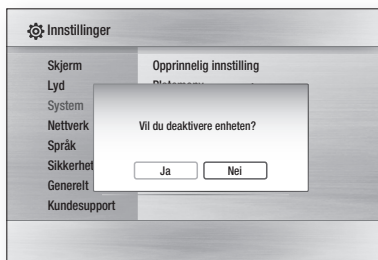 Innstillinger
Skjerm
Lyd
System
Nettverk
Språk
Sikkerhet
Generelt
Kundesupport
Opprinnelig innstilling
Vil du deaktivere enheten?
Ja
Nei